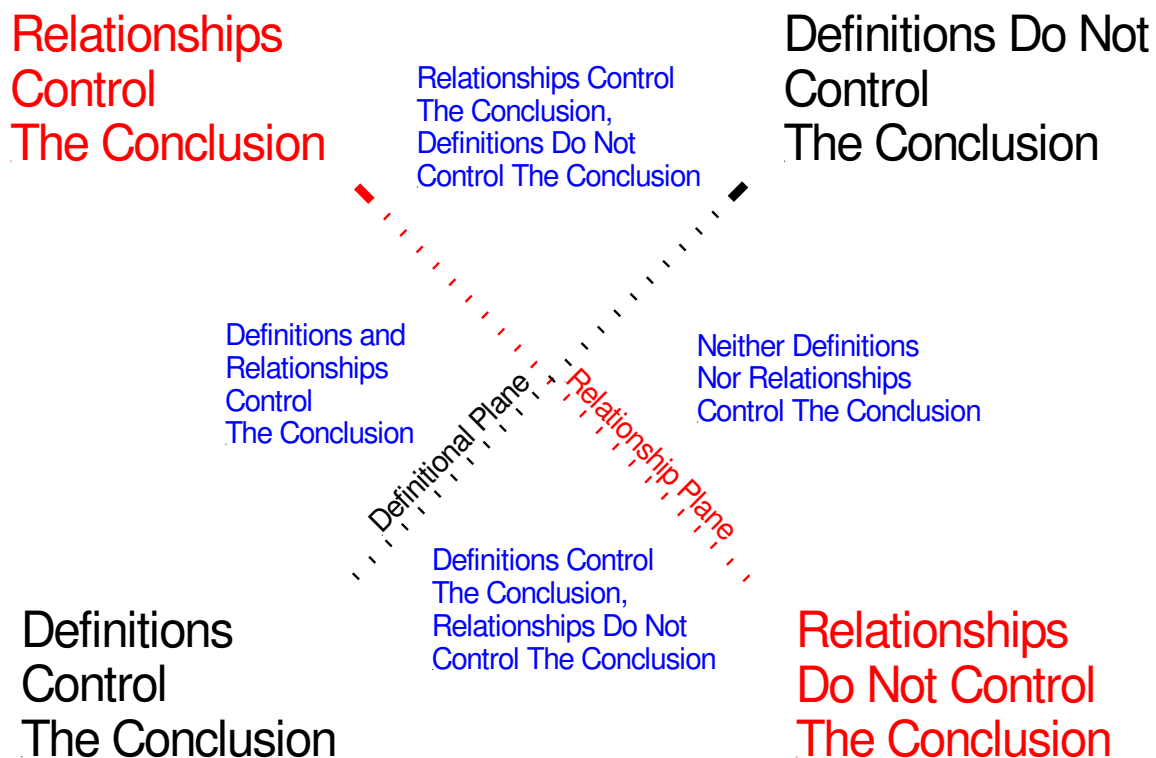 Relationships
Control
The Conclusion
Definitions Do Not
Control
The Conclusion
Relationships Control
The Conclusion,
Definitions Do Not
Control The Conclusion
Definitions and
Relationships
Control
The Conclusion
Neither Definitions
Nor Relationships
Control The Conclusion
Definitional Plane
Relationship Plane
Definitions Control
The Conclusion,
Relationships Do Not
Control The Conclusion
Definitions
Control
The Conclusion
Relationships
Do Not Control
The Conclusion